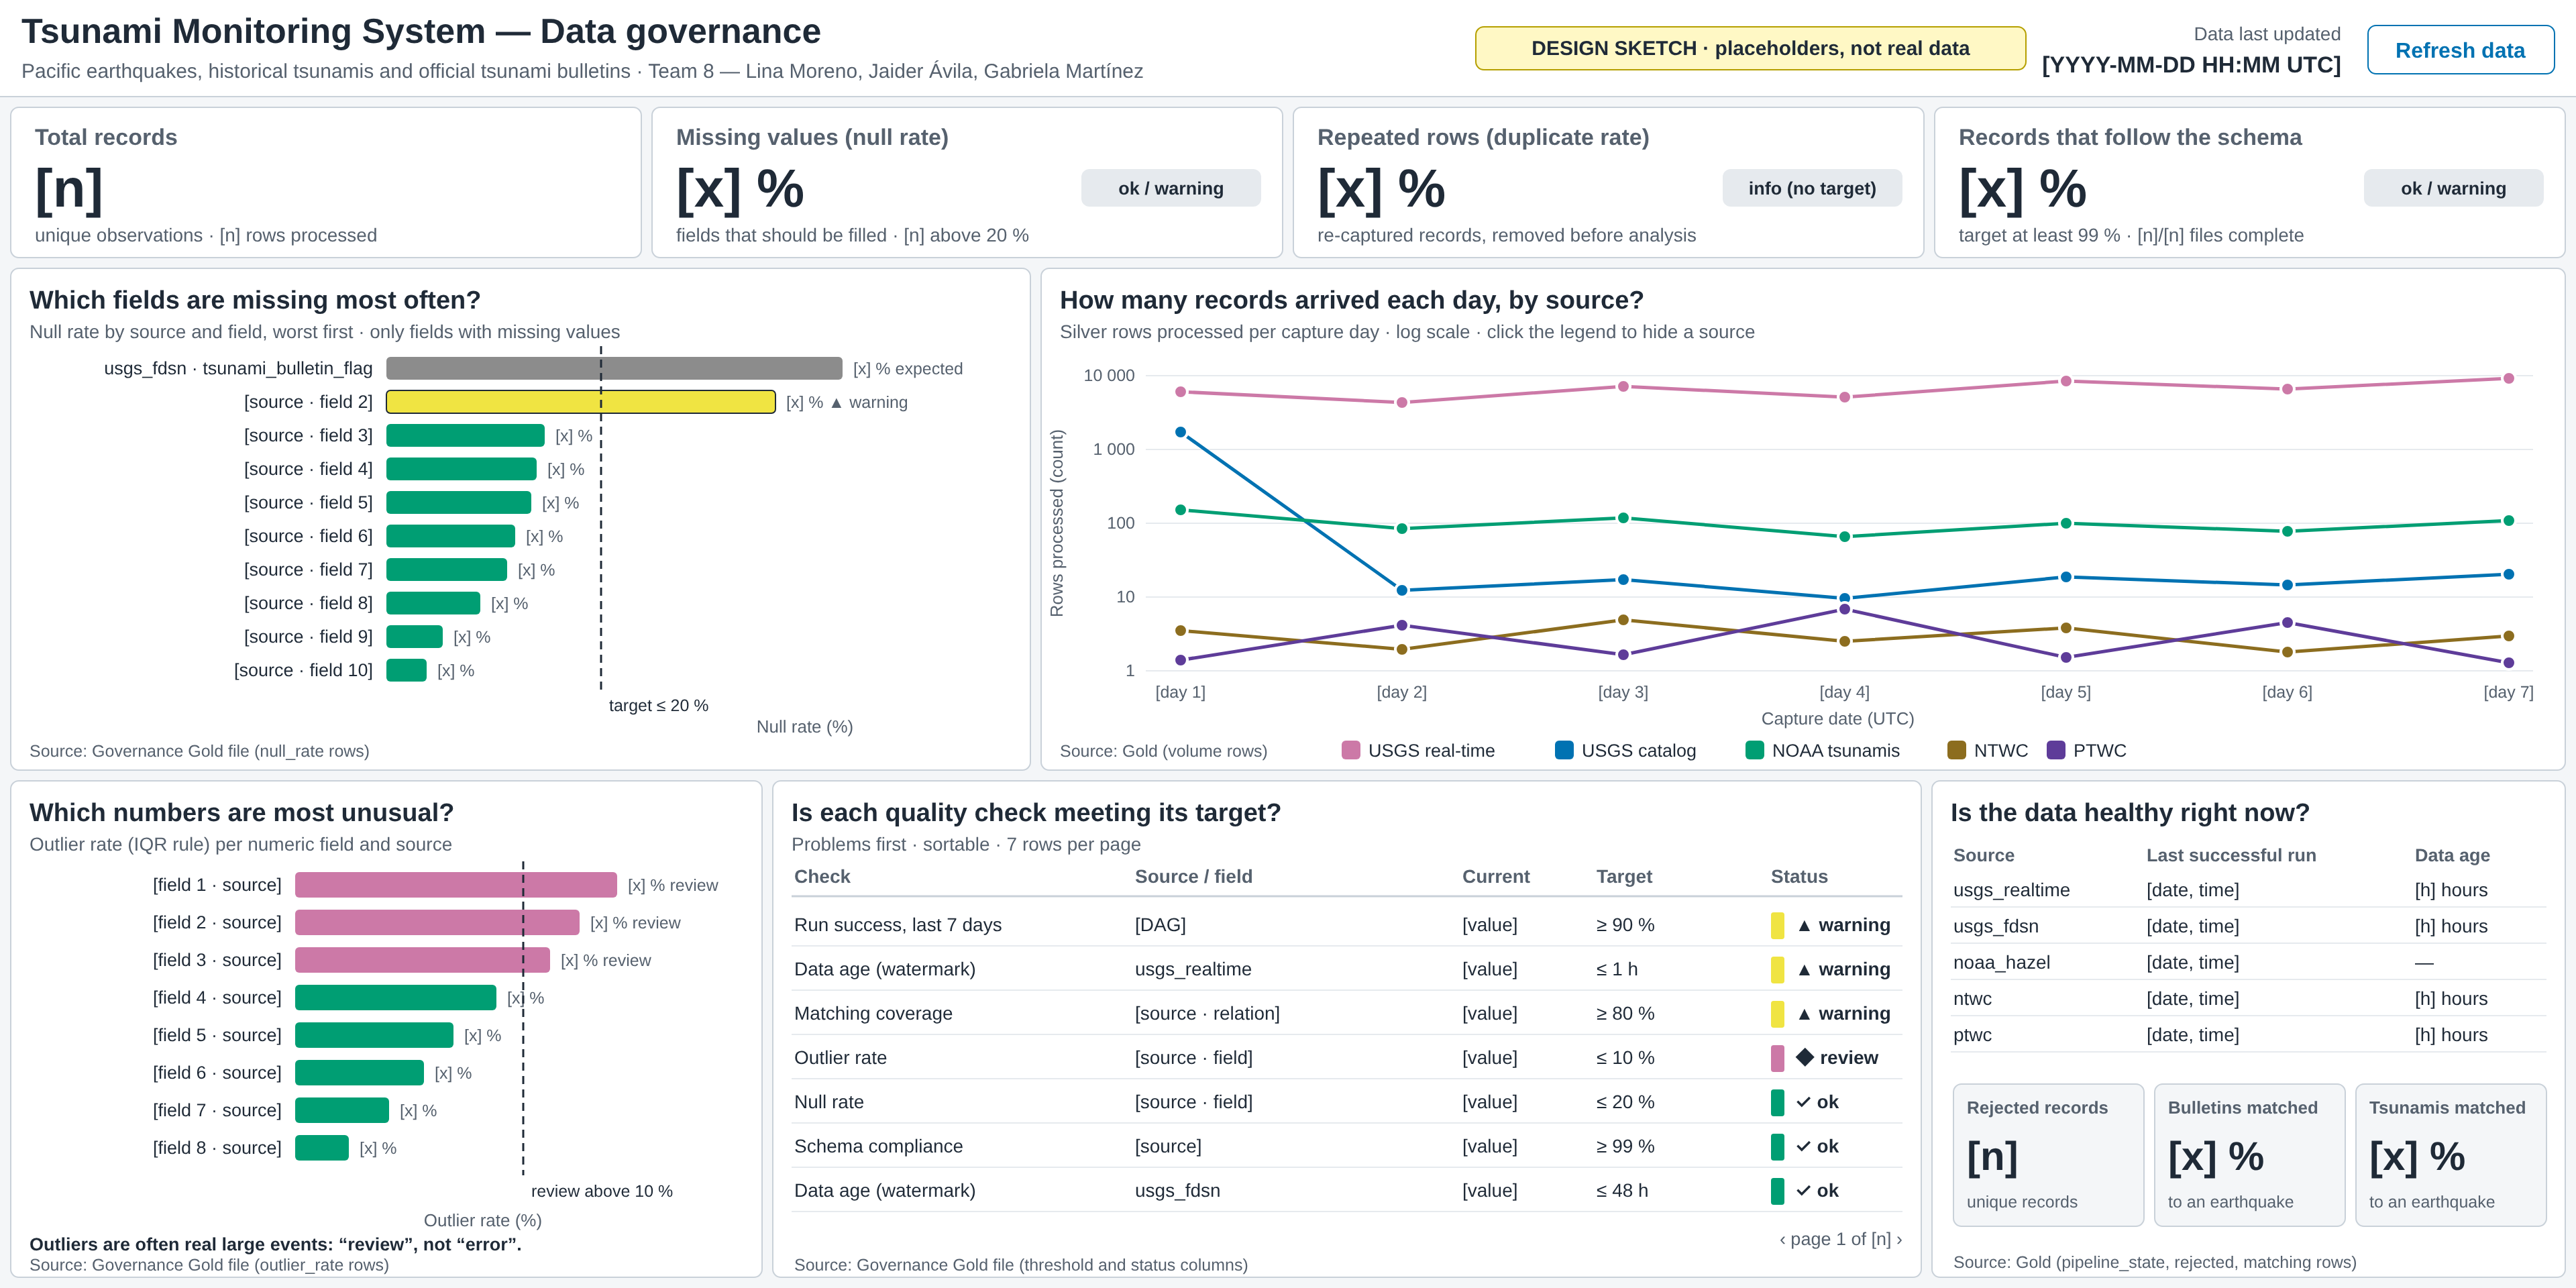 Tsunami Monitoring System — Data governance
Pacific earthquakes, historical tsunamis and official tsunami bulletins · Team 8 — Lina Moreno, Jaider Ávila, Gabriela Martínez
DESIGN SKETCH · placeholders, not real data
Data last updated
[YYYY-MM-DD HH:MM UTC]
Refresh data
Total records
[n]
unique observations · [n] rows processed
Missing values (null rate)
[x] %
ok / warning
fields that should be filled · [n] above 20 %
Repeated rows (duplicate rate)
[x] %
info (no target)
re-captured records, removed before analysis
Records that follow the schema
[x] %
ok / warning
target at least 99 % · [n]/[n] files complete
Which fields are missing most often?
Null rate by source and field, worst first · only fields with missing values
usgs_fdsn · tsunami_bulletin_flag [x] % expected
[source · field 2] [x] % ▲ warning
[source · field 3] [x] %
[source · field 4] [x] %
[source · field 5] [x] %
[source · field 6] [x] %
[source · field 7] [x] %
[source · field 8] [x] %
[source · field 9] [x] %
[source · field 10] [x] %
target ≤ 20 %
Null rate (%)
Source: Governance Gold file (null_rate rows)
How many records arrived each day, by source?
Silver rows processed per capture day · log scale · click the legend to hide a source
Rows processed (count)
10 000
1 000
100
10
1
[day 1] [day 2] [day 3] [day 4] [day 5] [day 6] [day 7]
Capture date (UTC)
Source: Gold (volume rows) USGS real-time USGS catalog NOAA tsunamis NTWC PTWC
Which numbers are most unusual?
Outlier rate (IQR rule) per numeric field and source
[field 1 · source] [x] % review
[field 2 · source] [x] % review
[field 3 · source] [x] % review
[field 4 · source] [x] %
[field 5 · source] [x] %
[field 6 · source] [x] %
[field 7 · source] [x] %
[field 8 · source] [x] %
review above 10 %
Outlier rate (%)
Outliers are often real large events: “review”, not “error”.
Source: Governance Gold file (outlier_rate rows)
Is each quality check meeting its target?
Problems first · sortable · 7 rows per page
Check Source / field Current Target Status
Run success, last 7 days [DAG] [value] ≥ 90 % ▲ warning
Data age (watermark) usgs_realtime [value] ≤ 1 h ▲ warning
Matching coverage [source · relation] [value] ≥ 80 % ▲ warning
Outlier rate [source · field] [value] ≤ 10 % ◆ review
Null rate [source · field] [value] ≤ 20 % ✓ ok
Schema compliance [source] [value] ≥ 99 % ✓ ok
Data age (watermark) usgs_fdsn [value] ≤ 48 h ✓ ok
‹ page 1 of [n] ›
Source: Governance Gold file (threshold and status columns)
Is the data healthy right now?
Source Last successful run Data age
usgs_realtime [date, time] [h] hours
usgs_fdsn [date, time] [h] hours
noaa_hazel [date, time] —
ntwc [date, time] [h] hours
ptwc [date, time] [h] hours
Rejected records
[n]
unique records
Bulletins matched
[x] %
to an earthquake
Tsunamis matched
[x] %
to an earthquake
Source: Gold (pipeline_state, rejected, matching rows)